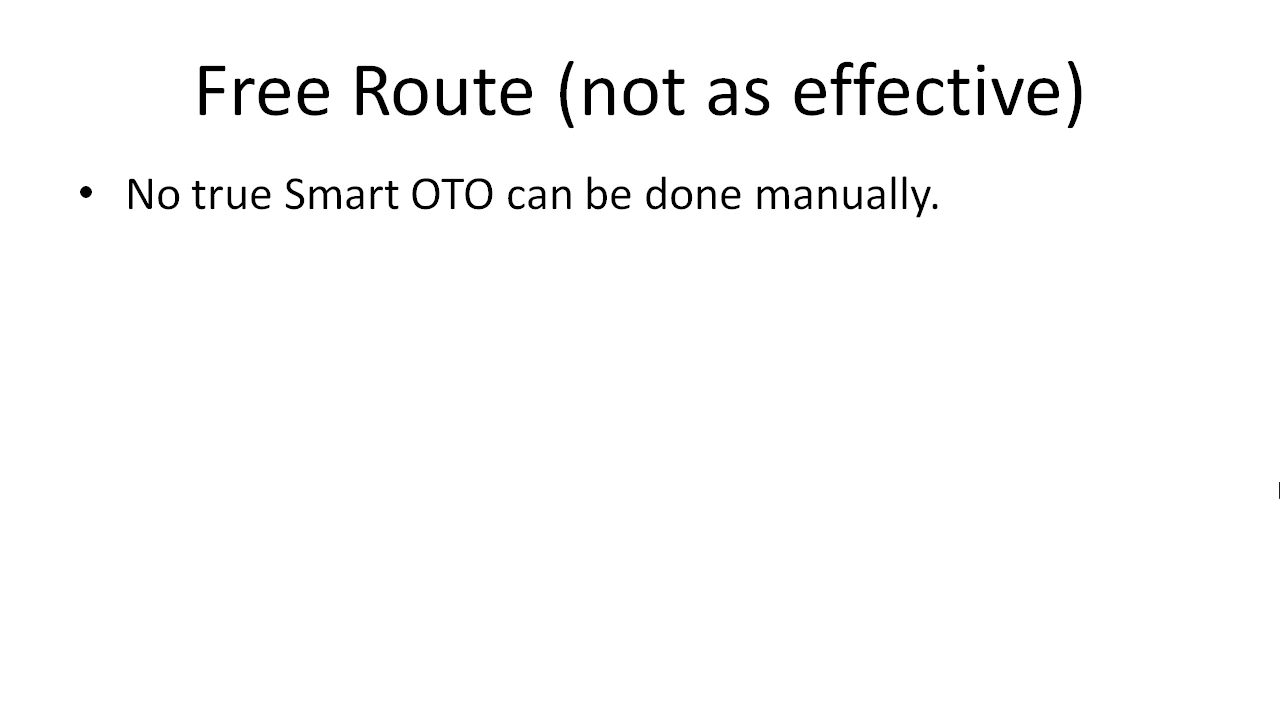 Free Route (not as effective)
• No true Smart OTO can be done manually.